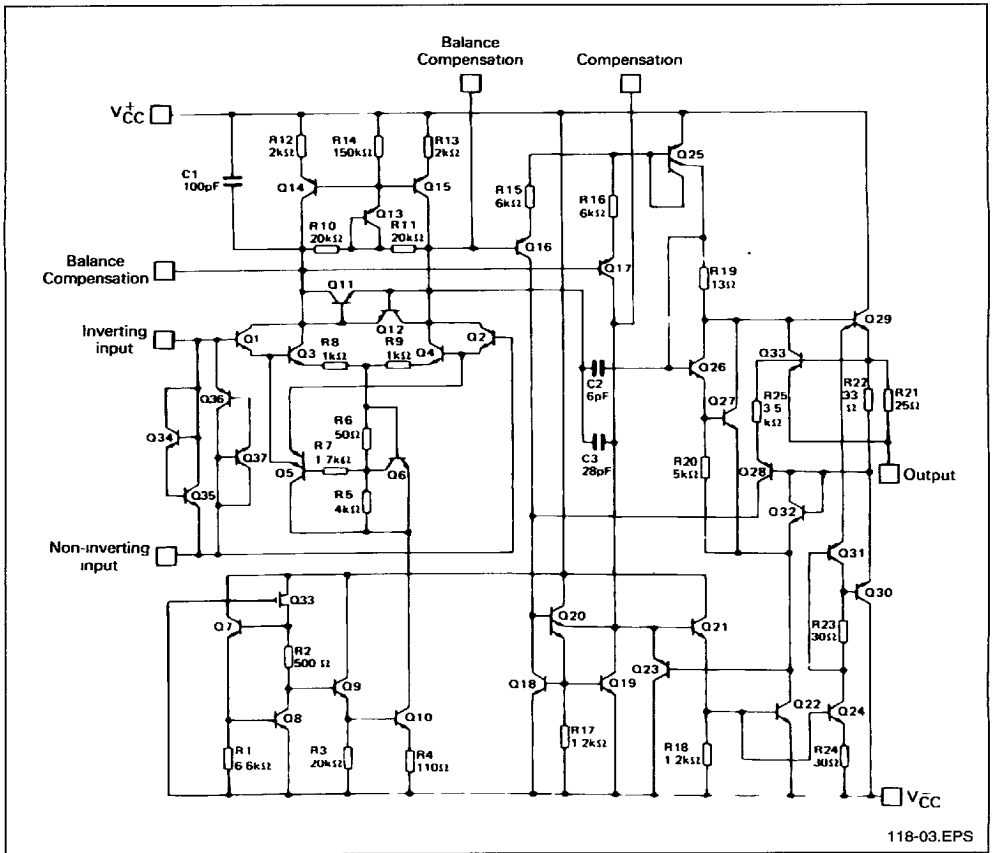 Balance
Compensation
Compensation
V+CC
R12
2kΩ
R14
150kΩ
R13
2kΩ
C1
100pF
Q14
Q15
Q13
R10
20kΩ
R11
20kΩ
R15
6kΩ
R16
6kΩ
Q25
Q16
Q17
Balance
Compensation
Q11
Q12
R19
13Ω
Inverting
input
Q1
Q3
R8
1kΩ
R9
1kΩ
Q4
Q2
C2
6pF
Q26
Q27
Q33
Q29
R25
3 5
kΩ
R22
33
Ω
R21
25Ω
Q36
Q34
Q37
Q35
R6
50Ω
R7
1 7kΩ
Q5
Q6
R5
4kΩ
C3
28pF
R20
5kΩ
Q28
Output
Q32
Non-inverting
input
Q31
Q30
Q33
Q7
R2
500 Ω
Q9
Q8
Q10
R1
6 6kΩ
R3
20kΩ
R4
110Ω
Q20
Q21
Q23
Q18
Q19
R17
1 2kΩ
R18
1 2kΩ
Q22
Q24
R23
30Ω
R24
30Ω
V-CC
118-03.EPS